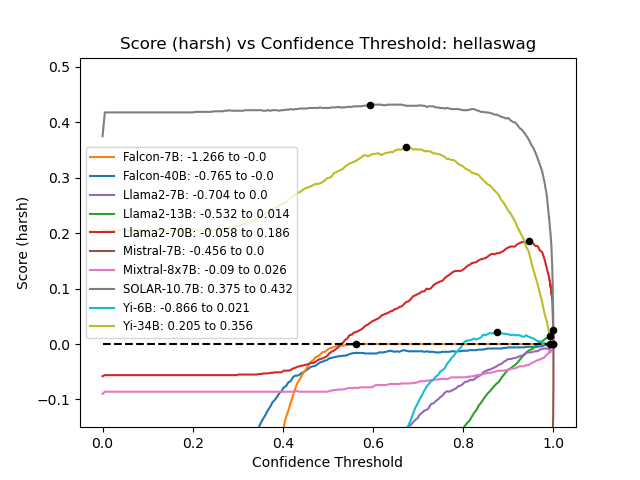 Score (harsh) vs Confidence Threshold: hellaswag
Score (harsh)
0.5
0.4
0.3
0.2
0.1
0.0
−0.1
Falcon-7B: -1.266 to -0.0
Falcon-40B: -0.765 to -0.0
Llama2-7B: -0.704 to 0.0
Llama2-13B: -0.532 to 0.014
Llama2-70B: -0.058 to 0.186
Mistral-7B: -0.456 to 0.0
Mixtral-8x7B: -0.09 to 0.026
SOLAR-10.7B: 0.375 to 0.432
Yi-6B: -0.866 to 0.021
Yi-34B: 0.205 to 0.356
0.0 0.2 0.4 0.6 0.8 1.0
Confidence Threshold